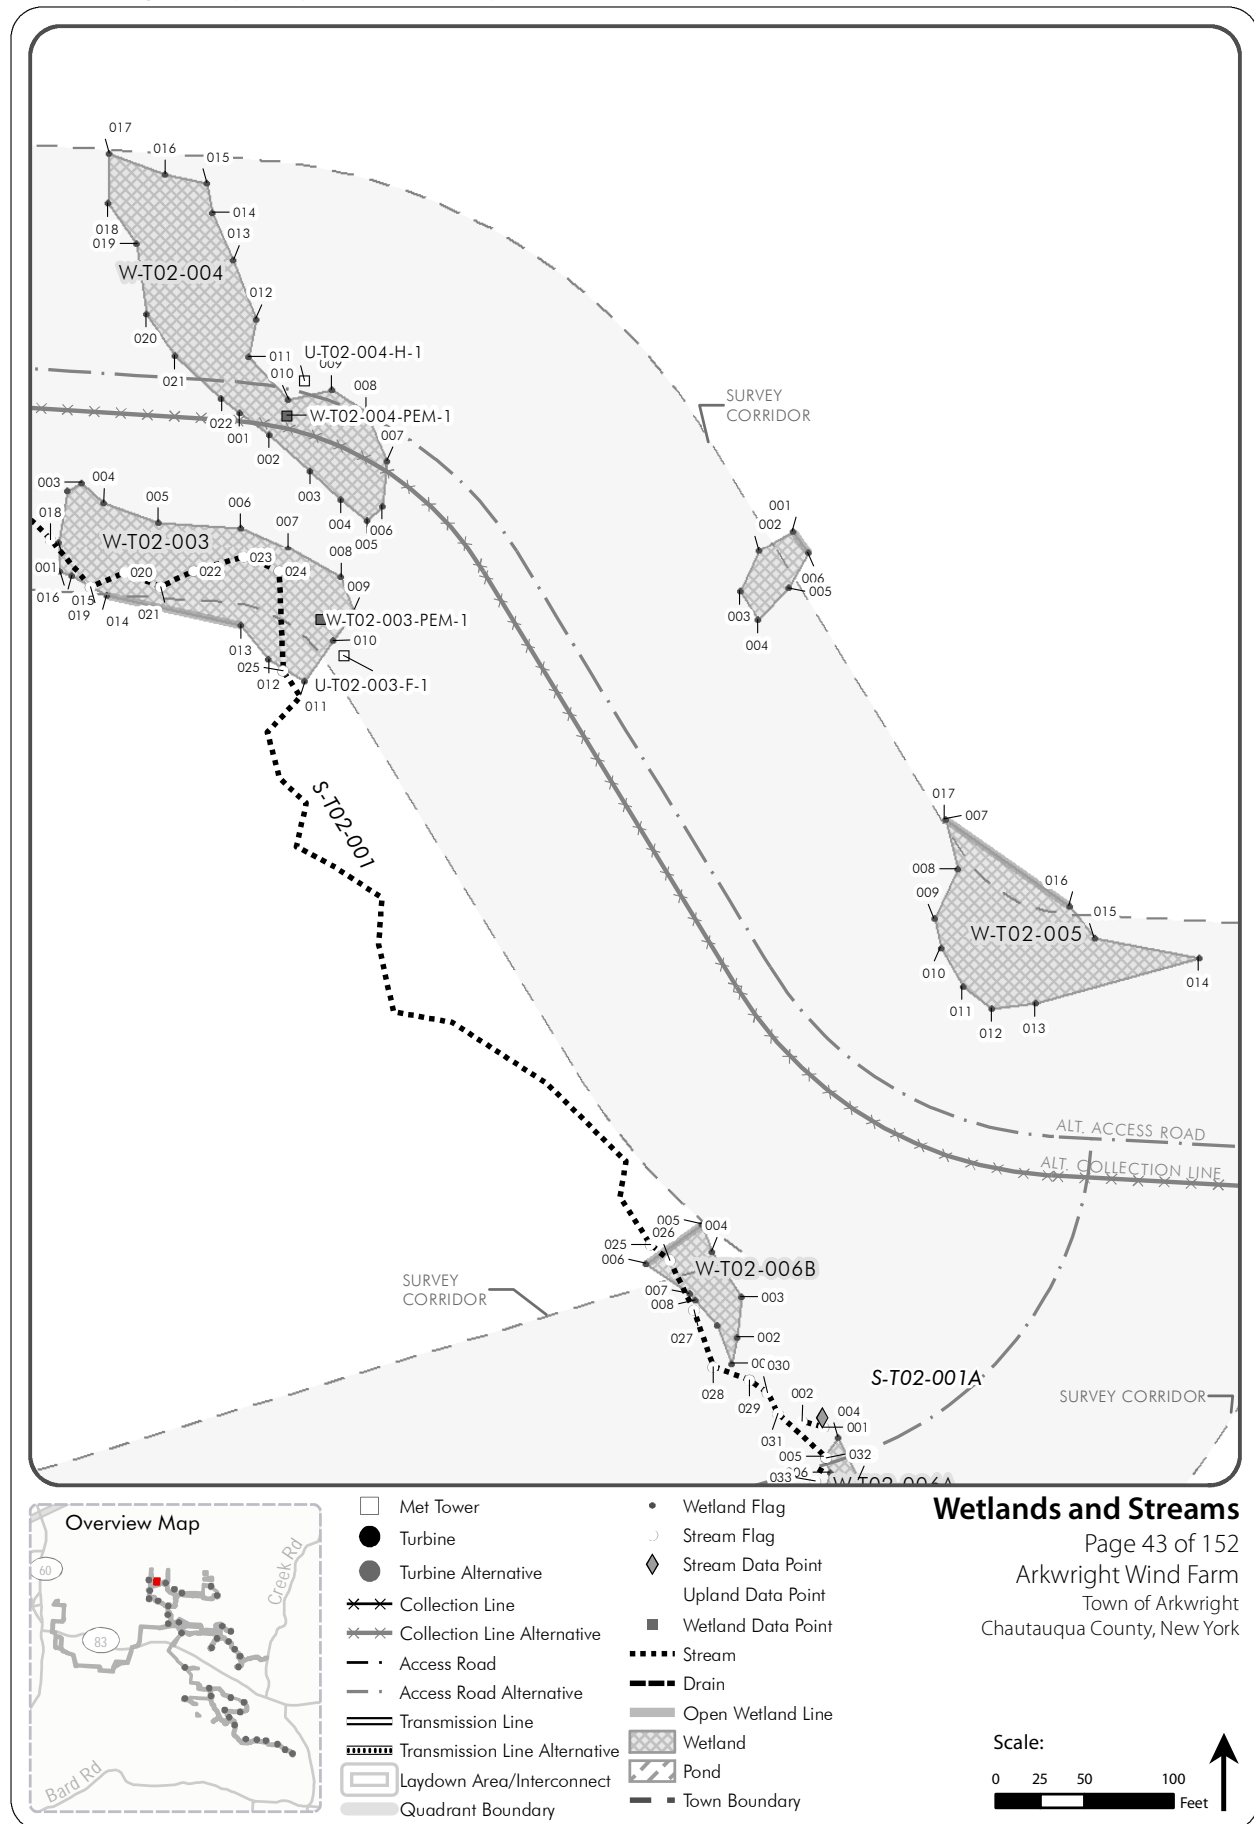 017
016
015
014
018
019
013
W-T02-004
012
020
011
U-T02-004-H-1
009
021
010
008
W-T02-004-PEM-1
022
001
007
002
SURVEY
CORRIDOR
003
004
006
005
003
004
005
018
006
007
W-T02-003
008
023
020
022
024
001
009
016
015
019
014
021
W-T02-003-PEM-1
010
013
025
012
U-T02-003-F-1
011
001
002
006
005
003
004
S-T02-001
017
007
008
016
009
015
W-T02-005
010
014
011
012
013
ALT. ACCESS ROAD
ALT. COLLECTION LINE
005
004
026
025
006
W-T02-006B
007
003
008
027
002
030
028
029
SURVEY
CORRIDOR
S-T02-001A
SURVEY CORRIDOR
002
004
001
031
005
032
033
W-T02-006A
Overview Map
60
83
Creek Rd
Bard Rd
Met Tower
Turbine
Turbine Alternative
Collection Line
Collection Line Alternative
Access Road
Access Road Alternative
Transmission Line
Transmission Line Alternative
Laydown Area/Interconnect
Quadrant Boundary
Wetland Flag
Stream Flag
Stream Data Point
Upland Data Point
Wetland Data Point
Stream
Drain
Open Wetland Line
Wetland
Pond
Town Boundary
Wetlands and Streams
Page 43 of 152
Arkwright Wind Farm
Town of Arkwright
Chautauqua County, New York
Scale:
0 25 50 100
Feet